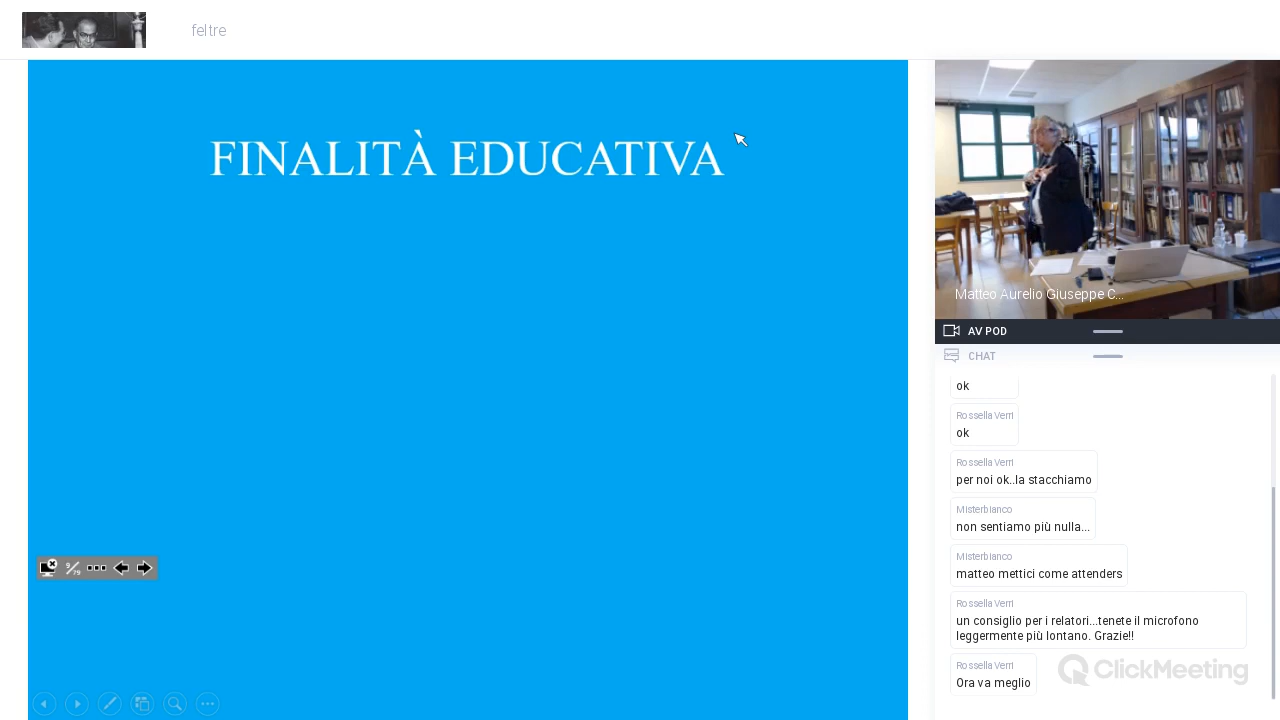 feltre
FINALITÀ EDUCATIVA
9/79
Matteo Aurelio Giuseppe C...
AV POD
CHAT
ok
Rossella Verri
ok
Rossella Verri
per noi ok..la stacchiamo
Misterbianco
non sentiamo più nulla...
Misterbianco
matteo mettici come attenders
Rossella Verri
un consiglio per i relatori...tenete il microfono
leggermente più lontano. Grazie!!
Rossella Verri
Ora va meglio
ClickMeeting